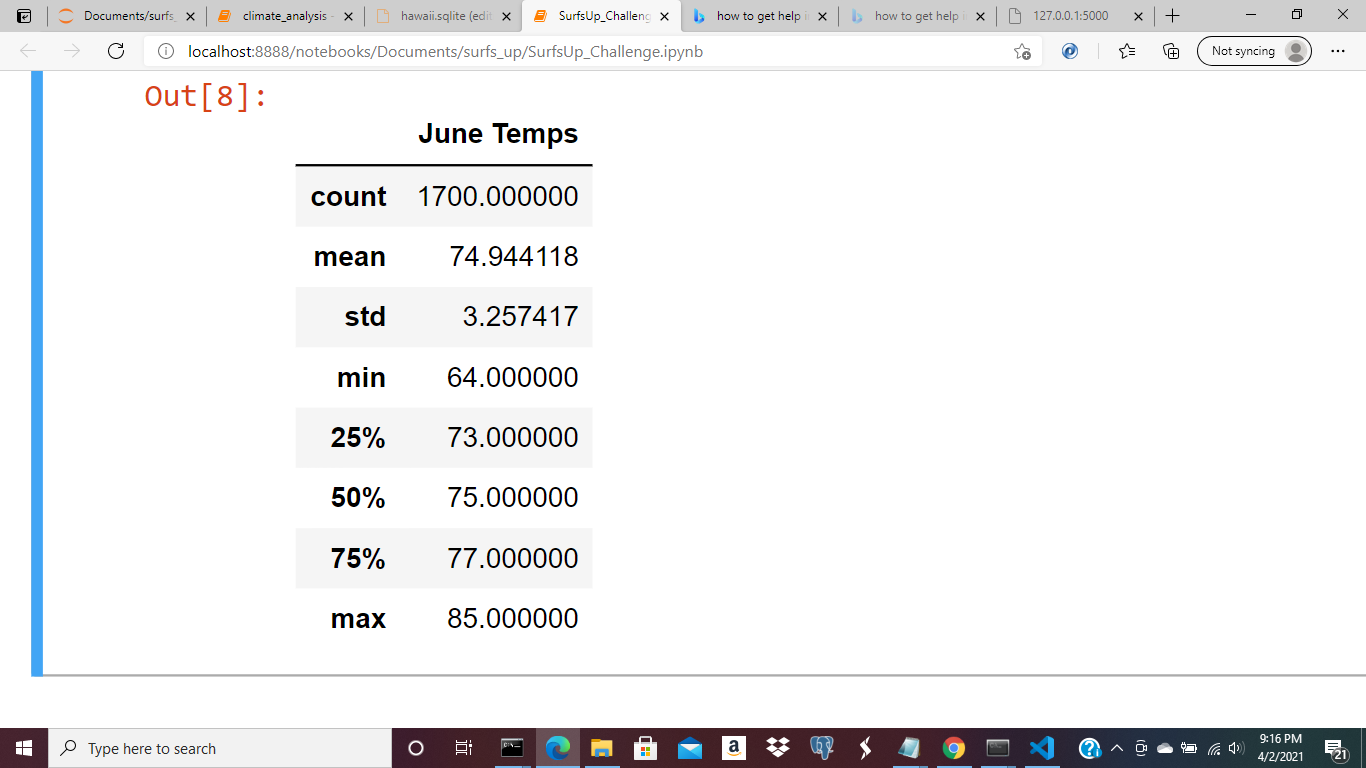 Documents/surfs_
climate_analysis -
hawaii.sqlite (edit
SurfsUp_Challeng
how to get help i
how to get help i
127.0.0.1:5000
localhost:8888/notebooks/Documents/surfs_up/SurfsUp_Challenge.ipynb
Not syncing
Out[8]:
June Temps
count 1700.000000
mean 74.944118
std 3.257417
min 64.000000
25% 73.000000
50% 75.000000
75% 77.000000
max 85.000000
Type here to search
9:16 PM
4/2/2021
21